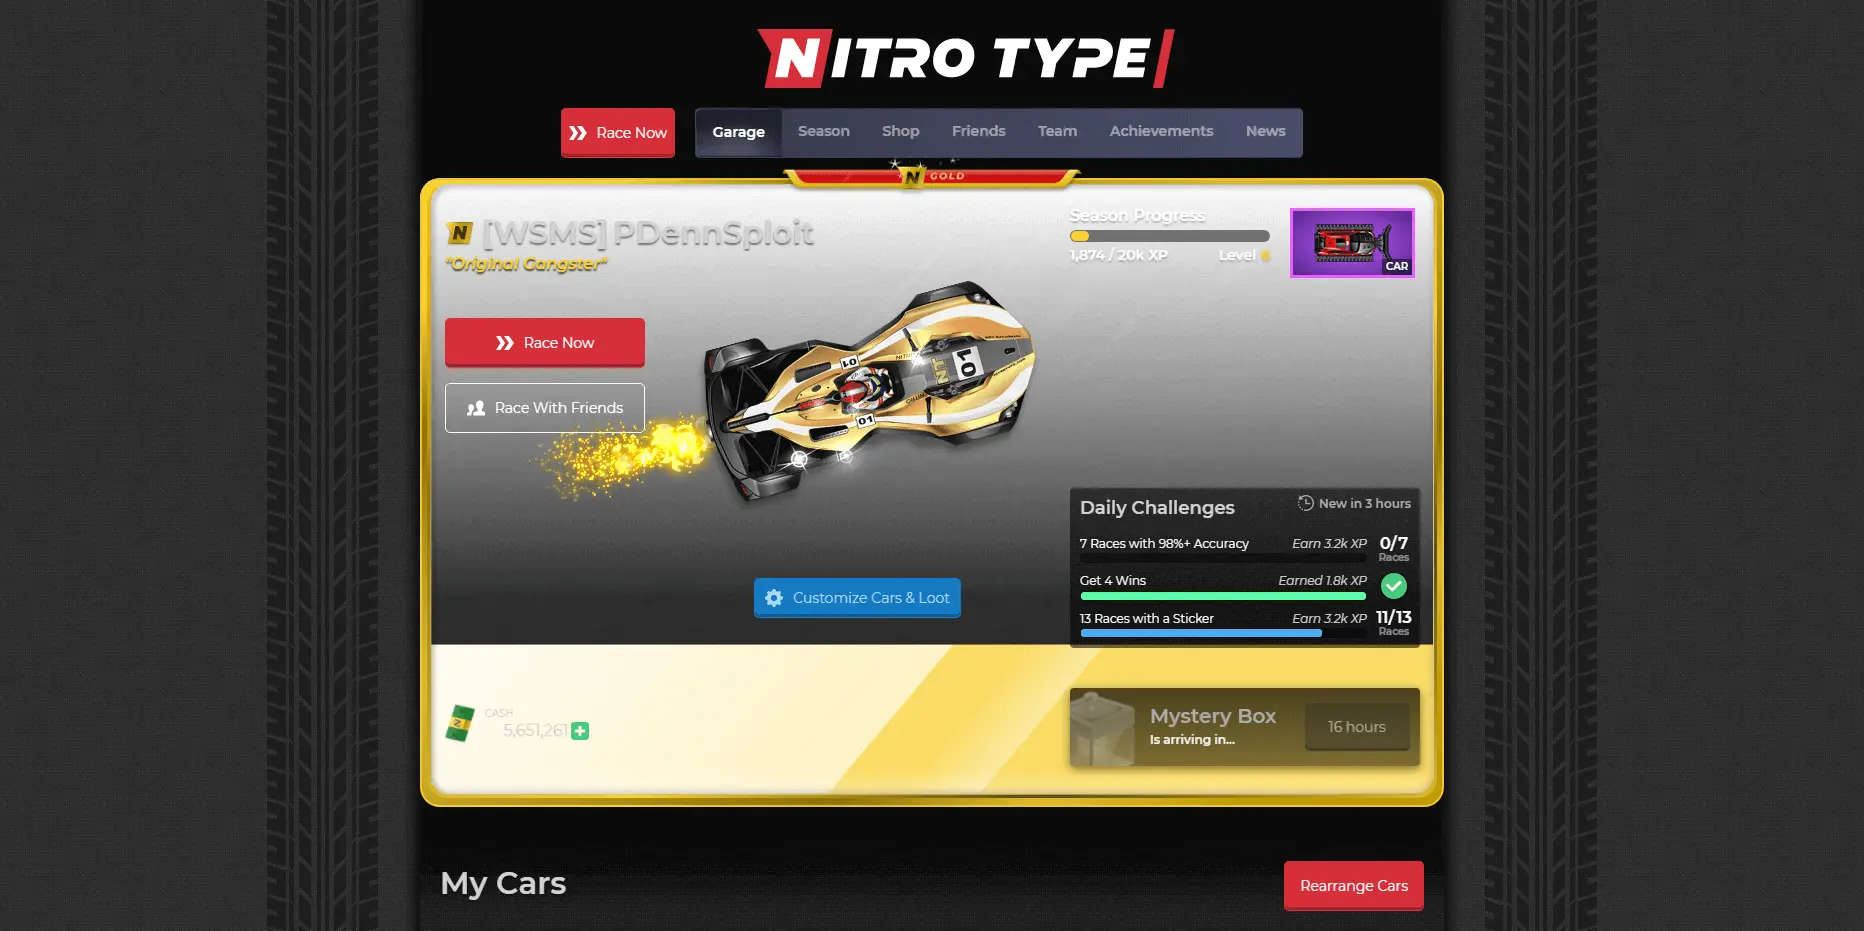 NITRO TYPE
Race Now
Garage
Season
Shop
Friends
Team
Achievements
News
N GOLD
N [WSMS] PDennSploit
"Original Gangster"
Season Progress
1,874 / 20k XP
Level
CAR
Race Now
Race With Friends
01
NT
01
01
Customize Cars & Loot
Daily Challenges
New in 3 hours
7 Races with 98%+ Accuracy
Earn 3.2k XP
0/7
Races
Get 4 Wins
Earned 1.8k XP
13 Races with a Sticker
Earn 3.2k XP
11/13
Races
CASH
5,651,261
Mystery Box
Is arriving in...
16 hours
My Cars
Rearrange Cars